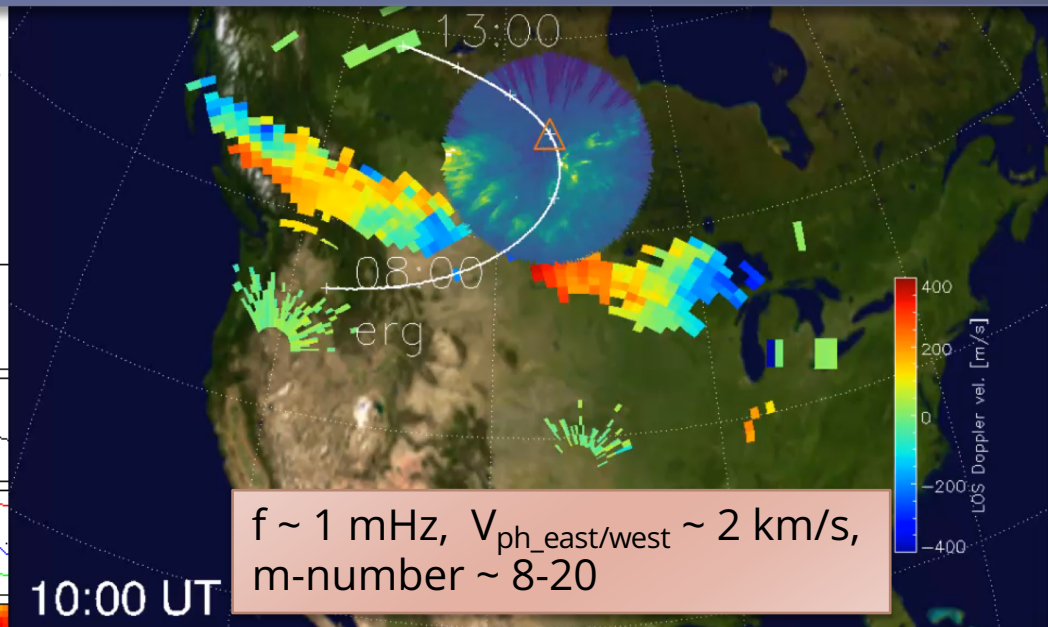 13:00
08:00
erg
400
200
0
−200
−400
LOS Doppler vel. [m/s]
f ~ 1 mHz, Vph_east/west ~ 2 km/s,
m-number ~ 8-20
10:00 UT